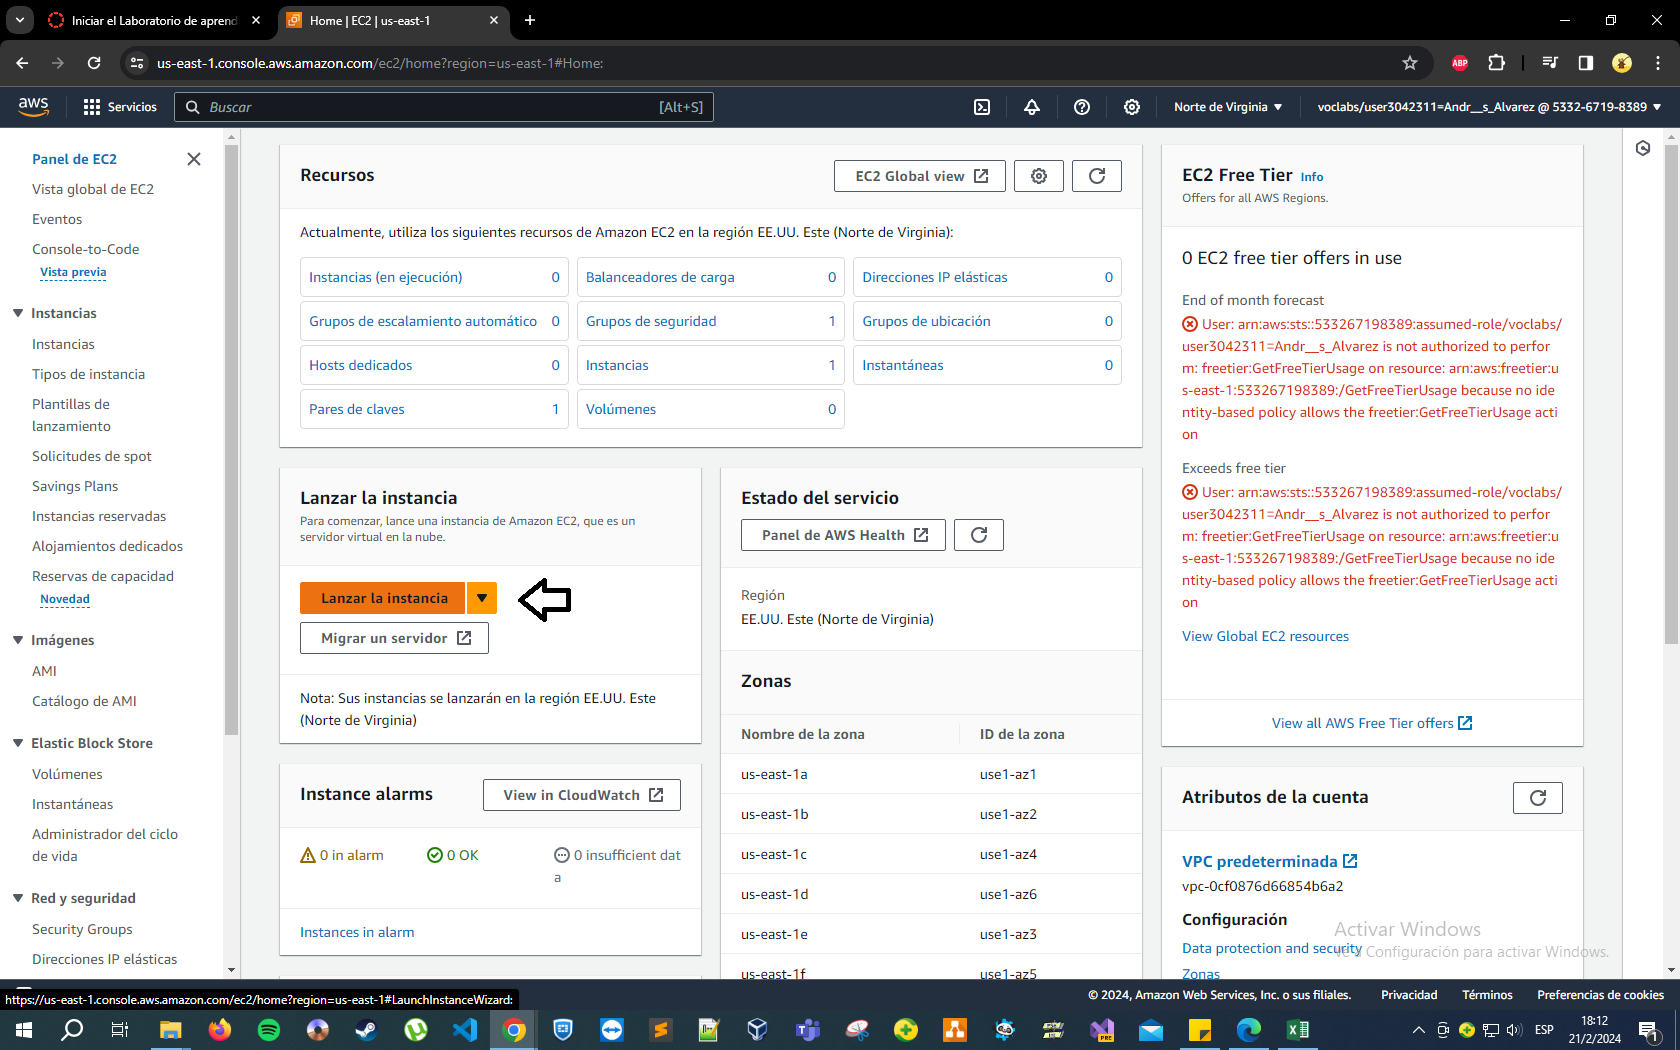 Iniciar el Laboratorio de aprend
Home | EC2 | us-east-1
us-east-1.console.aws.amazon.com/ec2/home?region=us-east-1#Home:
ABP
aws
Servicios
Buscar
[Alt+S]
Norte de Virginia
voclabs/user3042311=Andr__s_Alvarez @ 5332-6719-8389
Panel de EC2
Vista global de EC2
Eventos
Console-to-Code
Vista previa
Instancias
Instancias
Tipos de instancia
Plantillas de
lanzamiento
Solicitudes de spot
Savings Plans
Instancias reservadas
Alojamientos dedicados
Reservas de capacidad
Novedad
Imágenes
AMI
Catálogo de AMI
Elastic Block Store
Volúmenes
Instantáneas
Administrador del ciclo
de vida
Red y seguridad
Security Groups
Direcciones IP elásticas
Recursos
EC2 Global view
Actualmente, utiliza los siguientes recursos de Amazon EC2 en la región EE.UU. Este (Norte de Virginia):
Instancias (en ejecución) 0
Balanceadores de carga 0
Direcciones IP elásticas 0
Grupos de escalamiento automático 0
Grupos de seguridad 1
Grupos de ubicación 0
Hosts dedicados 0
Instancias 1
Instantáneas 0
Pares de claves 1
Volúmenes 0
Lanzar la instancia
Para comenzar, lance una instancia de Amazon EC2, que es un
servidor virtual en la nube.
Lanzar la instancia
Migrar un servidor
Nota: Sus instancias se lanzarán en la región EE.UU. Este
(Norte de Virginia)
Instance alarms
View in CloudWatch
0 in alarm
0 OK
0 insufficient dat
a
Instances in alarm
Estado del servicio
Panel de AWS Health
Región
EE.UU. Este (Norte de Virginia)
Zonas
Nombre de la zona
ID de la zona
us-east-1a
use1-az1
us-east-1b
use1-az2
us-east-1c
use1-az4
us-east-1d
use1-az6
us-east-1e
use1-az3
us-east-1f
use1-az5
EC2 Free Tier Info
Offers for all AWS Regions.
0 EC2 free tier offers in use
End of month forecast
User: arn:aws:sts::533267198389:assumed-role/voclabs/
user3042311=Andr__s_Alvarez is not authorized to perfor
m: freetier:GetFreeTierUsage on resource: arn:aws:freetier:u
s-east-1:533267198389:/GetFreeTierUsage because no ide
ntity-based policy allows the freetier:GetFreeTierUsage acti
on
Exceeds free tier
User: arn:aws:sts::533267198389:assumed-role/voclabs/
user3042311=Andr__s_Alvarez is not authorized to perfor
m: freetier:GetFreeTierUsage on resource: arn:aws:freetier:u
s-east-1:533267198389:/GetFreeTierUsage because no ide
ntity-based policy allows the freetier:GetFreeTierUsage acti
on
View Global EC2 resources
View all AWS Free Tier offers
Atributos de la cuenta
VPC predeterminada
vpc-0cf0876d66854b6a2
Configuración
Data protection and security
Zonas
Activar Windows
Ve a Configuración para activar Windows.
https://us-east-1.console.aws.amazon.com/ec2/home?region=us-east-1#LaunchInstanceWizard:
© 2024, Amazon Web Services, Inc. o sus filiales.
Privacidad
Términos
Preferencias de cookies
PRE
ESP
18:12
21/2/2024
1